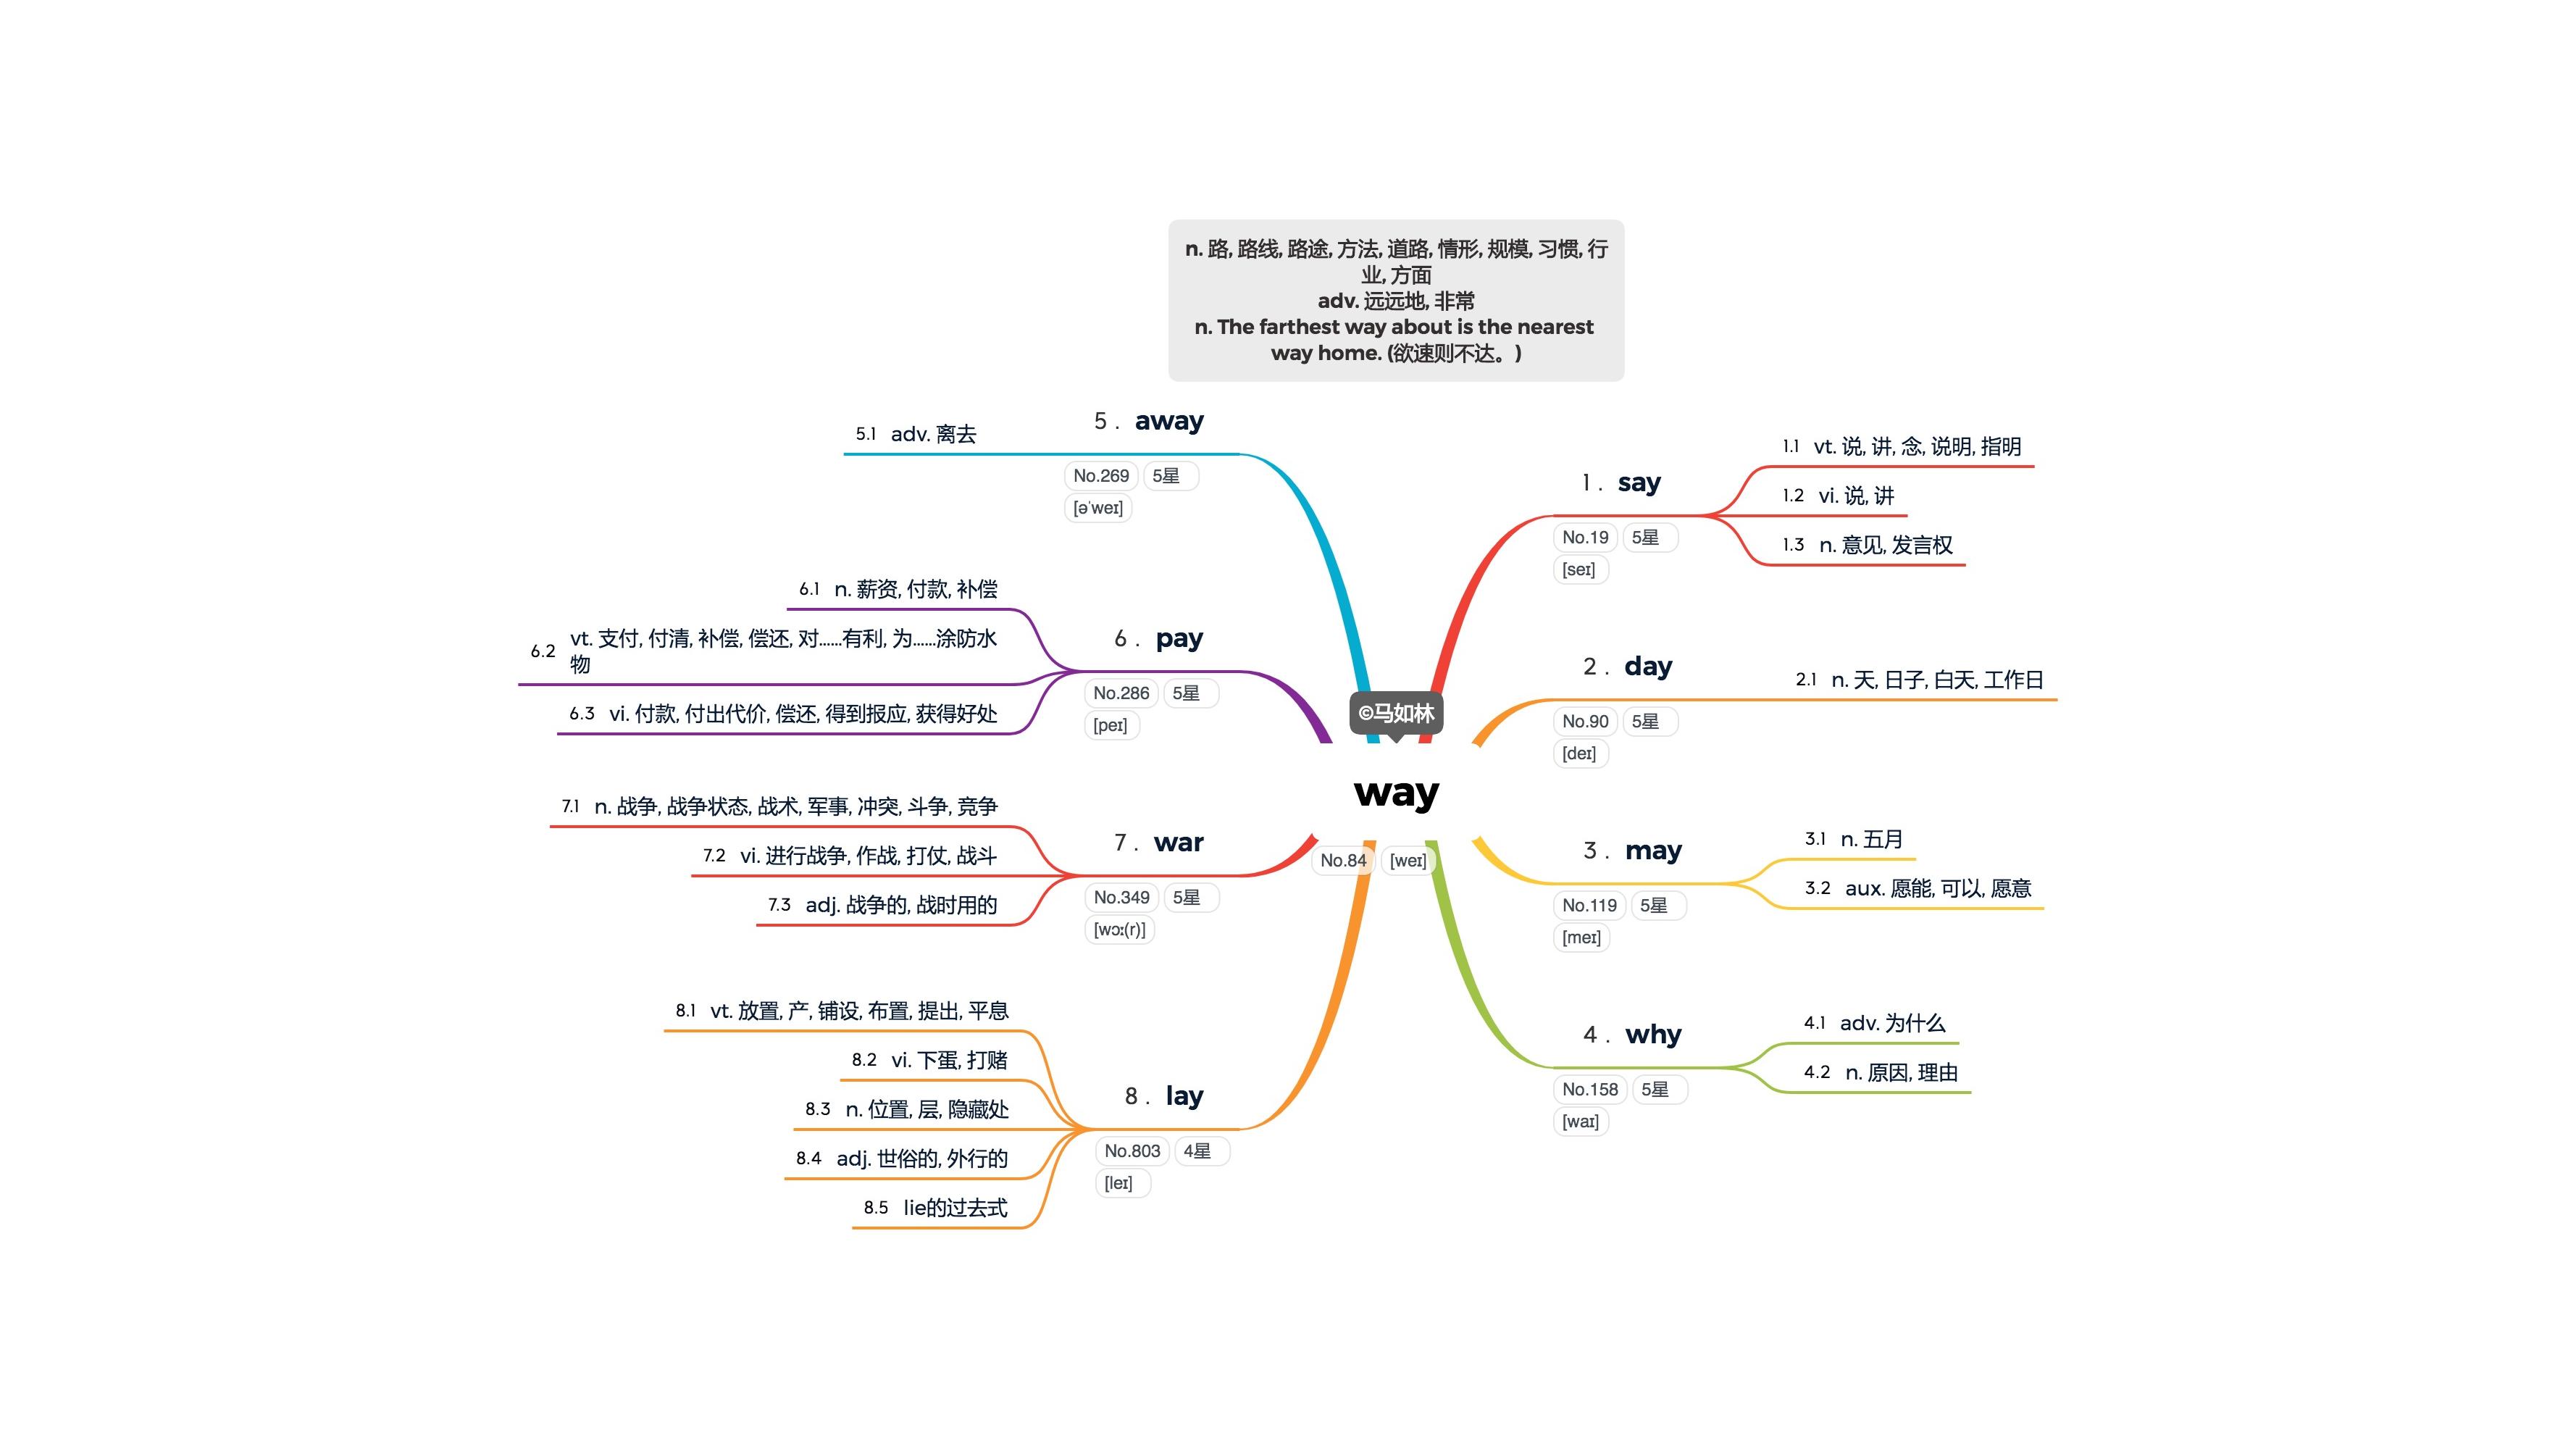 n. 路, 路线, 路途, 方法, 道路, 情形, 规模, 习惯, 行
业, 方面
adv. 远远地, 非常
n. The farthest way about is the nearest
way home. (欲速则不达。)
©马如林
way
No.84 [weɪ]
1. say
No.19 5星
[seɪ]
1.1 vt. 说, 讲, 念, 说明, 指明
1.2 vi. 说, 讲
1.3 n. 意见, 发言权
2. day
No.90 5星
[deɪ]
2.1 n. 天, 日子, 白天, 工作日
3. may
No.119 5星
[meɪ]
3.1 n. 五月
3.2 aux. 愿能, 可以, 愿意
4. why
No.158 5星
[waɪ]
4.1 adv. 为什么
4.2 n. 原因, 理由
5. away
No.269 5星
[əˈweɪ]
5.1 adv. 离去
6. pay
No.286 5星
[peɪ]
6.1 n. 薪资, 付款, 补偿
6.2 vt. 支付, 付清, 补偿, 偿还, 对……有利, 为……涂防水
物
6.3 vi. 付款, 付出代价, 偿还, 得到报应, 获得好处
7. war
No.349 5星
[wɔː(r)]
7.1 n. 战争, 战争状态, 战术, 军事, 冲突, 斗争, 竞争
7.2 vi. 进行战争, 作战, 打仗, 战斗
7.3 adj. 战争的, 战时用的
8. lay
No.803 4星
[leɪ]
8.1 vt. 放置, 产, 铺设, 布置, 提出, 平息
8.2 vi. 下蛋, 打赌
8.3 n. 位置, 层, 隐藏处
8.4 adj. 世俗的, 外行的
8.5 lie的过去式